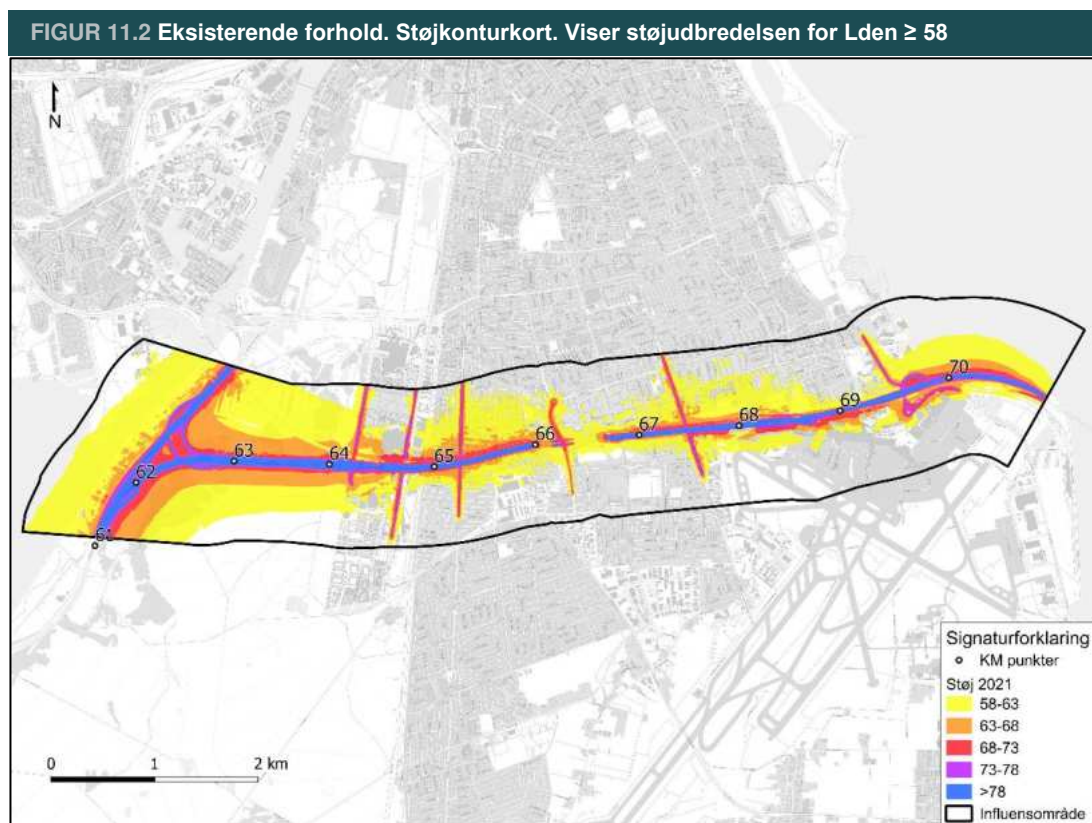 FIGUR 11.2 Eksisterende forhold. Støjkonturkort. Viser støjudbredelsen for Lden ≥ 58
N
70
69
68
67
66
65
64
63
62
61
Signaturforklaring
KM punkter
Støj 2021
58-63
63-68
68-73
73-78
>78
Influensområde
0 1 2 km